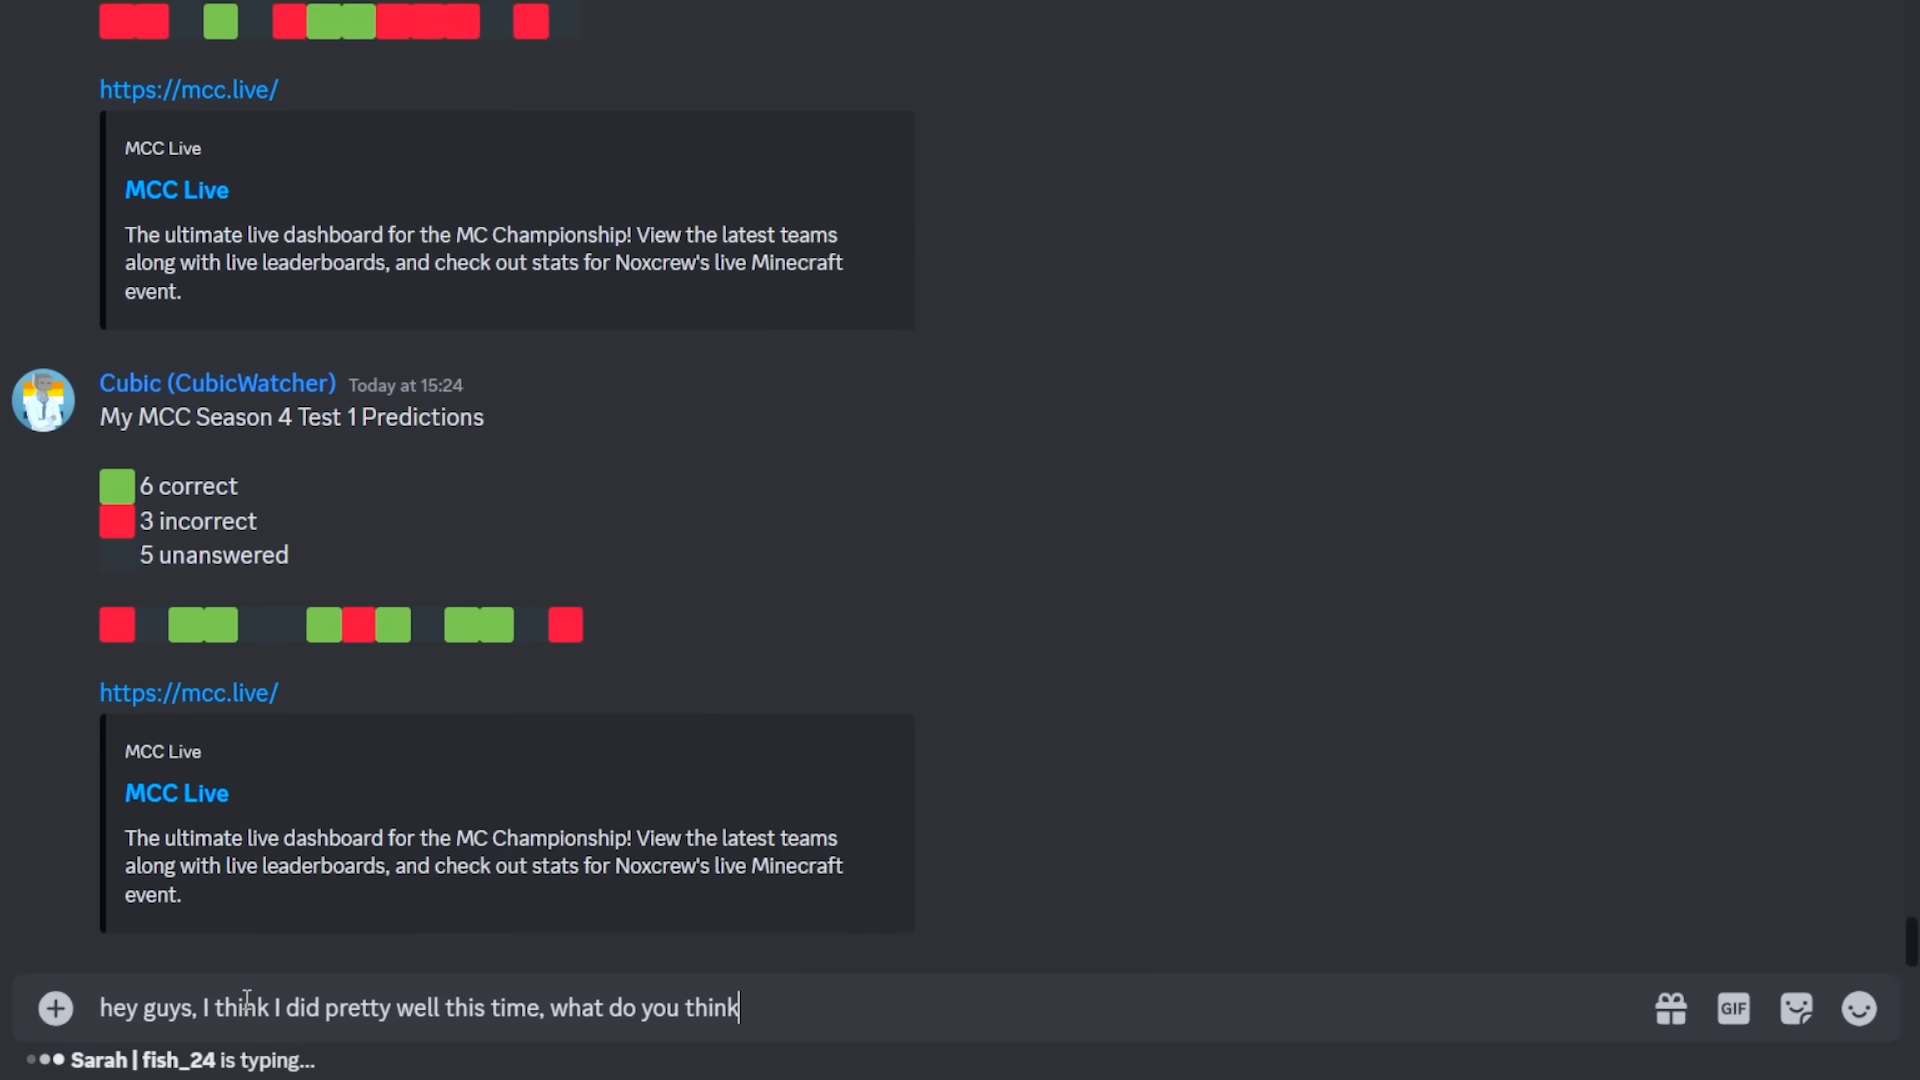 https://mcc.live/
MCC Live
MCC Live
The ultimate live dashboard for the MC Championship! View the latest teams
along with live leaderboards, and check out stats for Noxcrew's live Minecraft
event.
Cubic (CubicWatcher) Today at 15:24
My MCC Season 4 Test 1 Predictions
6 correct
3 incorrect
5 unanswered
https://mcc.live/
MCC Live
MCC Live
The ultimate live dashboard for the MC Championship! View the latest teams
along with live leaderboards, and check out stats for Noxcrew's live Minecraft
event.
hey guys, I think I did pretty well this time, what do you think
GIF
Sarah | fish_24 is typing...